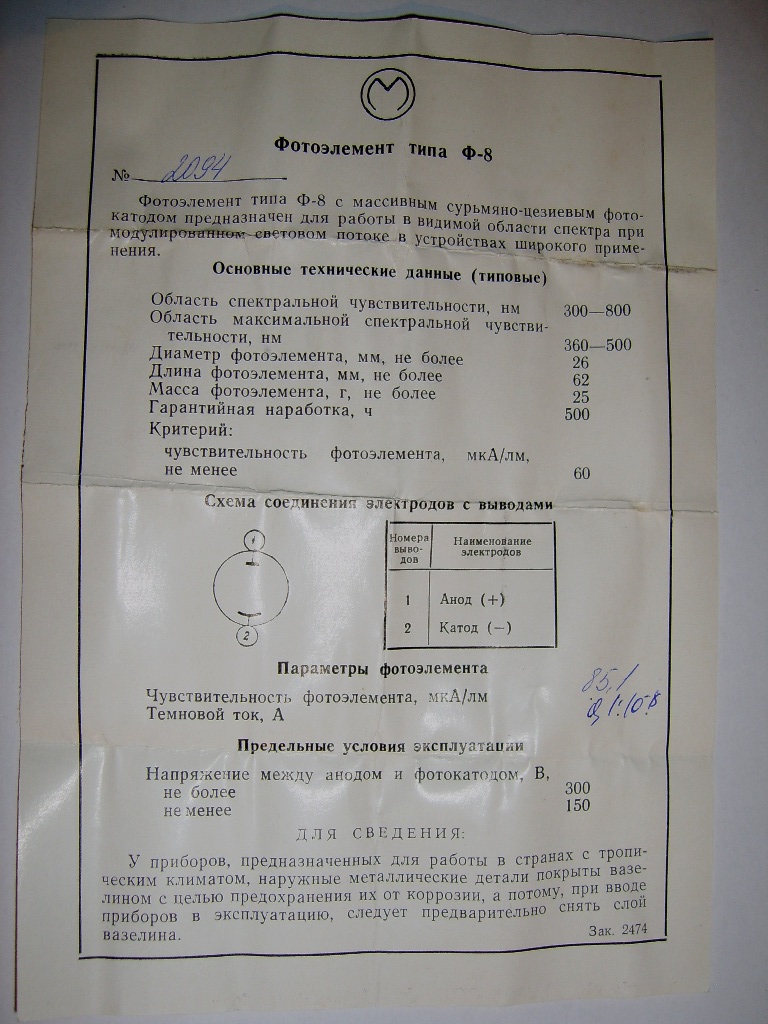 Фотоэлемент типа Ф-8
№ 2094
Фотоэлемент типа Ф-8 с массивным сурьмяно-цезиевым фото-
катодом предназначен для работы в видимой области спектра при
модулированном световом потоке в устройствах широкого приме-
нения.
Основные технические данные (типовые)
Область спектральной чувствительности, нм 300—800
Область максимальной спектральной чувстви-
тельности, нм 360—500
Диаметр фотоэлемента, мм, не более 26
Длина фотоэлемента, мм, не более 62
Масса фотоэлемента, г, не более 25
Гарантийная наработка, ч 500
Критерий:
чувствительность фотоэлемента, мкА/лм,
не менее 60
Схема соединения электродов с выводами
1
2
Номера
выво-
дов
Наименование
электродов
1 Анод (+)
2 Катод (—)
Параметры фотоэлемента
Чувствительность фотоэлемента, мкА/лм 85,1
Темновой ток, А
Предельные условия эксплуатации
Напряжение между анодом и фотокатодом, В,
не более 300
не менее 150
ДЛЯ СВЕДЕНИЯ:
У приборов, предназначенных для работы в странах с тропи-
ческим климатом, наружные металлические детали покрыты вазе-
лином с целью предохранения их от коррозии, а потому, при вводе
приборов в эксплуатацию, следует предварительно снять слой
вазелина.
Зак. 2474